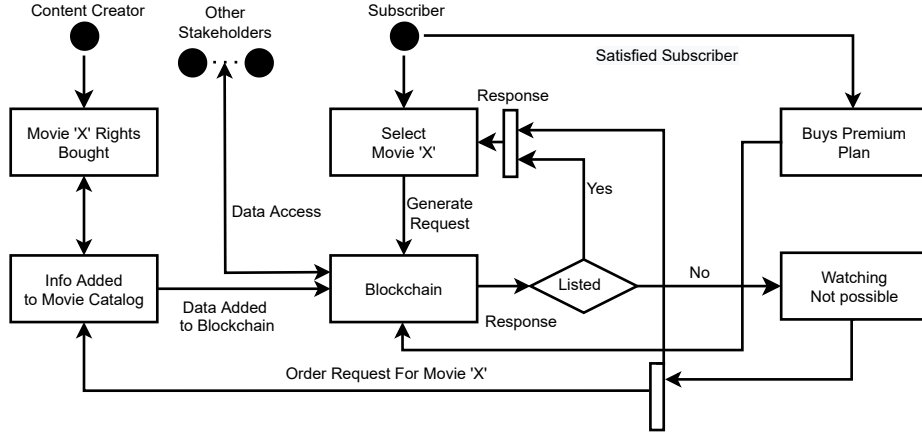 Content Creator
Other
Stakeholders
Subscriber
Satisfied Subscriber
Response
Movie 'X' Rights
Bought
Select
Movie 'X'
Buys Premium
Plan
Yes
Data Access
Generate
Request
Info Added
to Movie Catalog
Data Added
to Blockchain
Blockchain
Response
Listed
No
Watching
Not possible
Order Request For Movie 'X'